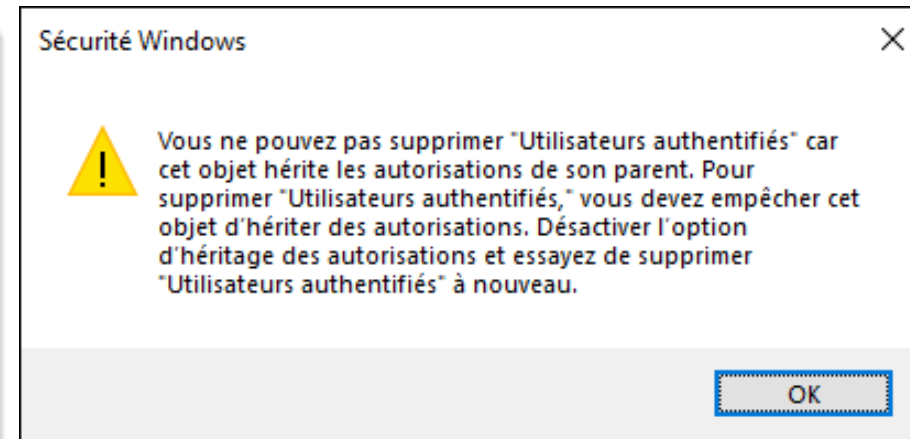 Sécurité Windows
Vous ne pouvez pas supprimer "Utilisateurs authentifiés" car
cet objet hérite les autorisations de son parent. Pour
supprimer "Utilisateurs authentifiés," vous devez empêcher cet
objet d'hériter des autorisations. Désactiver l'option
d'héritage des autorisations et essayez de supprimer
"Utilisateurs authentifiés" à nouveau.
OK